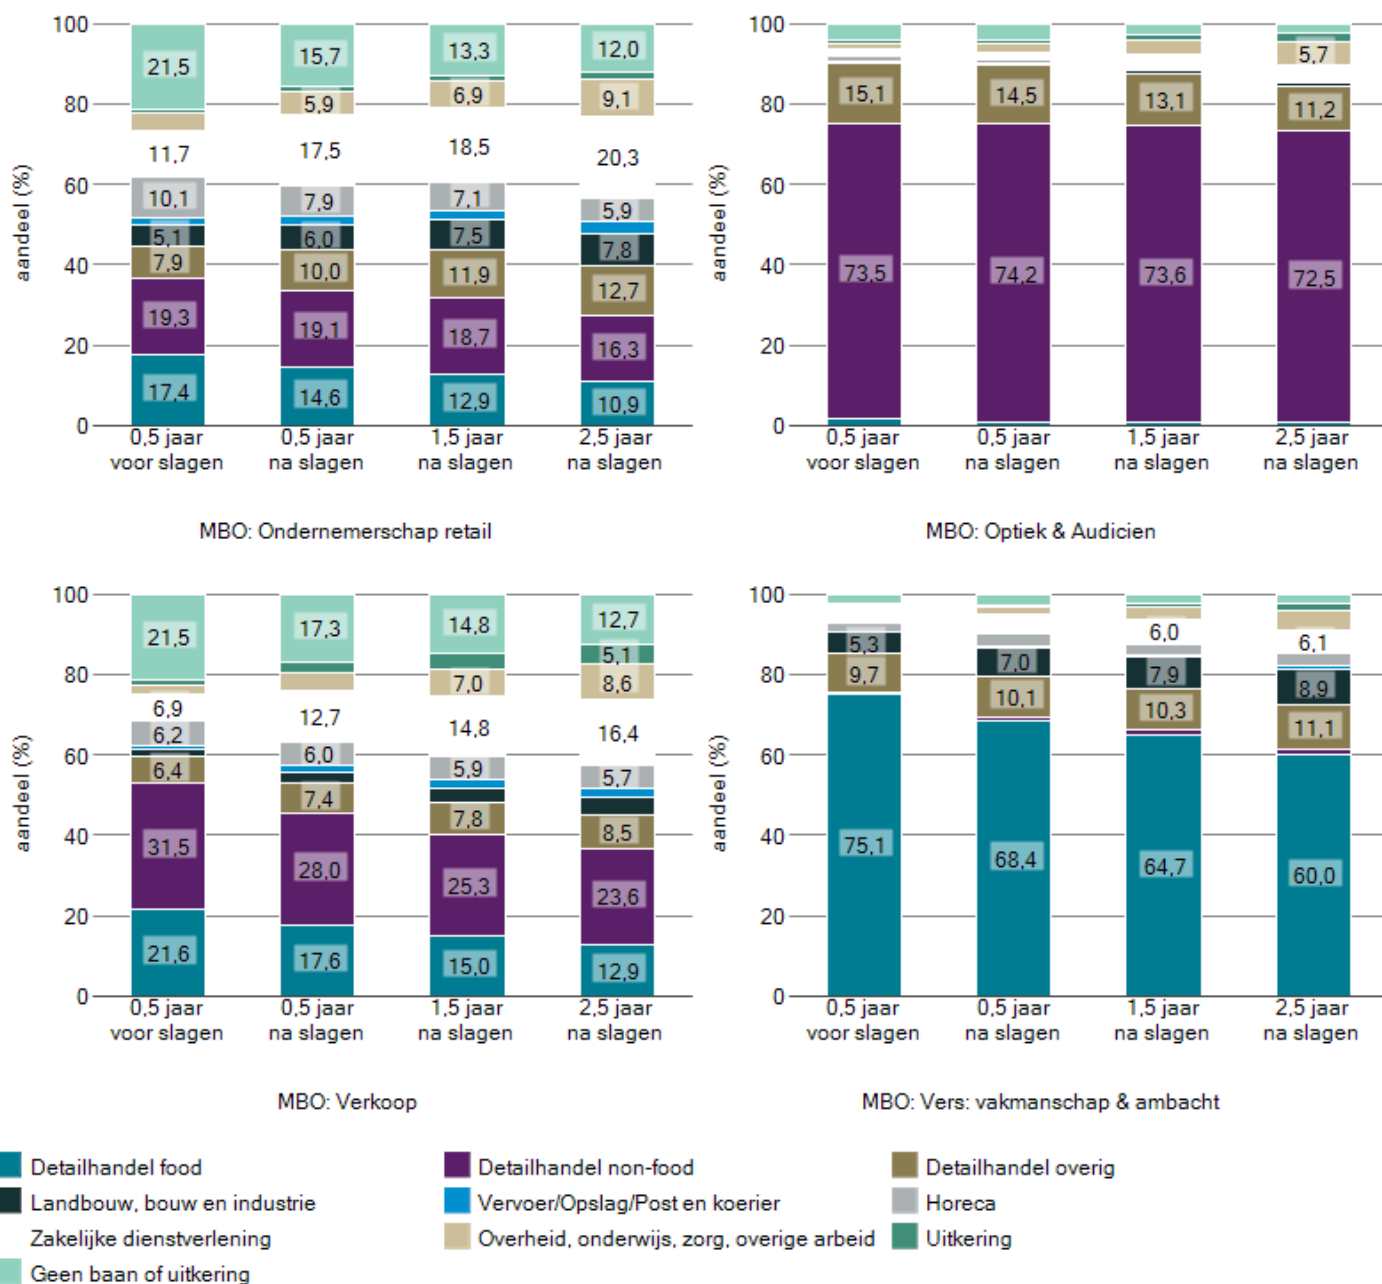 100
80
60
40
20
0
aandeel (%)
21,5
11,7
10,1
5,1
7,9
19,3
17,4
15,7
5,9
17,5
7,9
6,0
10,0
19,1
14,6
13,3
6,9
18,5
7,1
7,5
11,9
18,7
12,9
12,0
9,1
20,3
5,9
7,8
12,7
16,3
10,9
0,5 jaar
voor slagen
0,5 jaar
na slagen
1,5 jaar
na slagen
2,5 jaar
na slagen
MBO: Ondernemerschap retail
100
80
60
40
20
0
aandeel (%)
15,1
73,5
14,5
74,2
13,1
73,6
5,7
11,2
72,5
0,5 jaar
voor slagen
0,5 jaar
na slagen
1,5 jaar
na slagen
2,5 jaar
na slagen
MBO: Optiek & Audicien
100
80
60
40
20
0
aandeel (%)
21,5
6,9
6,2
6,4
31,5
21,6
17,3
12,7
6,0
7,4
28,0
17,6
14,8
7,0
14,8
5,9
7,8
25,3
15,0
12,7
5,1
8,6
16,4
5,7
8,5
23,6
12,9
0,5 jaar
voor slagen
0,5 jaar
na slagen
1,5 jaar
na slagen
2,5 jaar
na slagen
MBO: Verkoop
100
80
60
40
20
0
aandeel (%)
5,3
9,7
75,1
7,0
10,1
68,4
6,0
7,9
10,3
64,7
6,1
8,9
11,1
60,0
0,5 jaar
voor slagen
0,5 jaar
na slagen
1,5 jaar
na slagen
2,5 jaar
na slagen
MBO: Vers: vakmanschap & ambacht
Detailhandel food
Detailhandel non-food
Detailhandel overig
Landbouw, bouw en industrie
Vervoer/Opslag/Post en koerier
Horeca
Zakelijke dienstverlening
Overheid, onderwijs, zorg, overige arbeid
Uitkering
Geen baan of uitkering